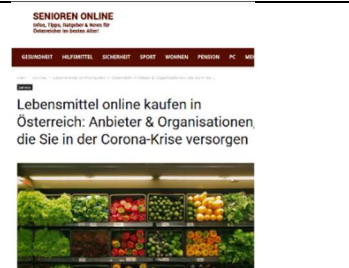 SENIOREN ONLINE
Infos, Tipps, Ratgeber & News für
Österreicher im besten Alter!
GESUNDHEIT HILFSMITTEL SICHERHEIT SPORT WOHNEN PENSION PC
Lebensmittel online kaufen in
Österreich: Anbieter & Organisationen,
die Sie in der Corona-Krise versorgen